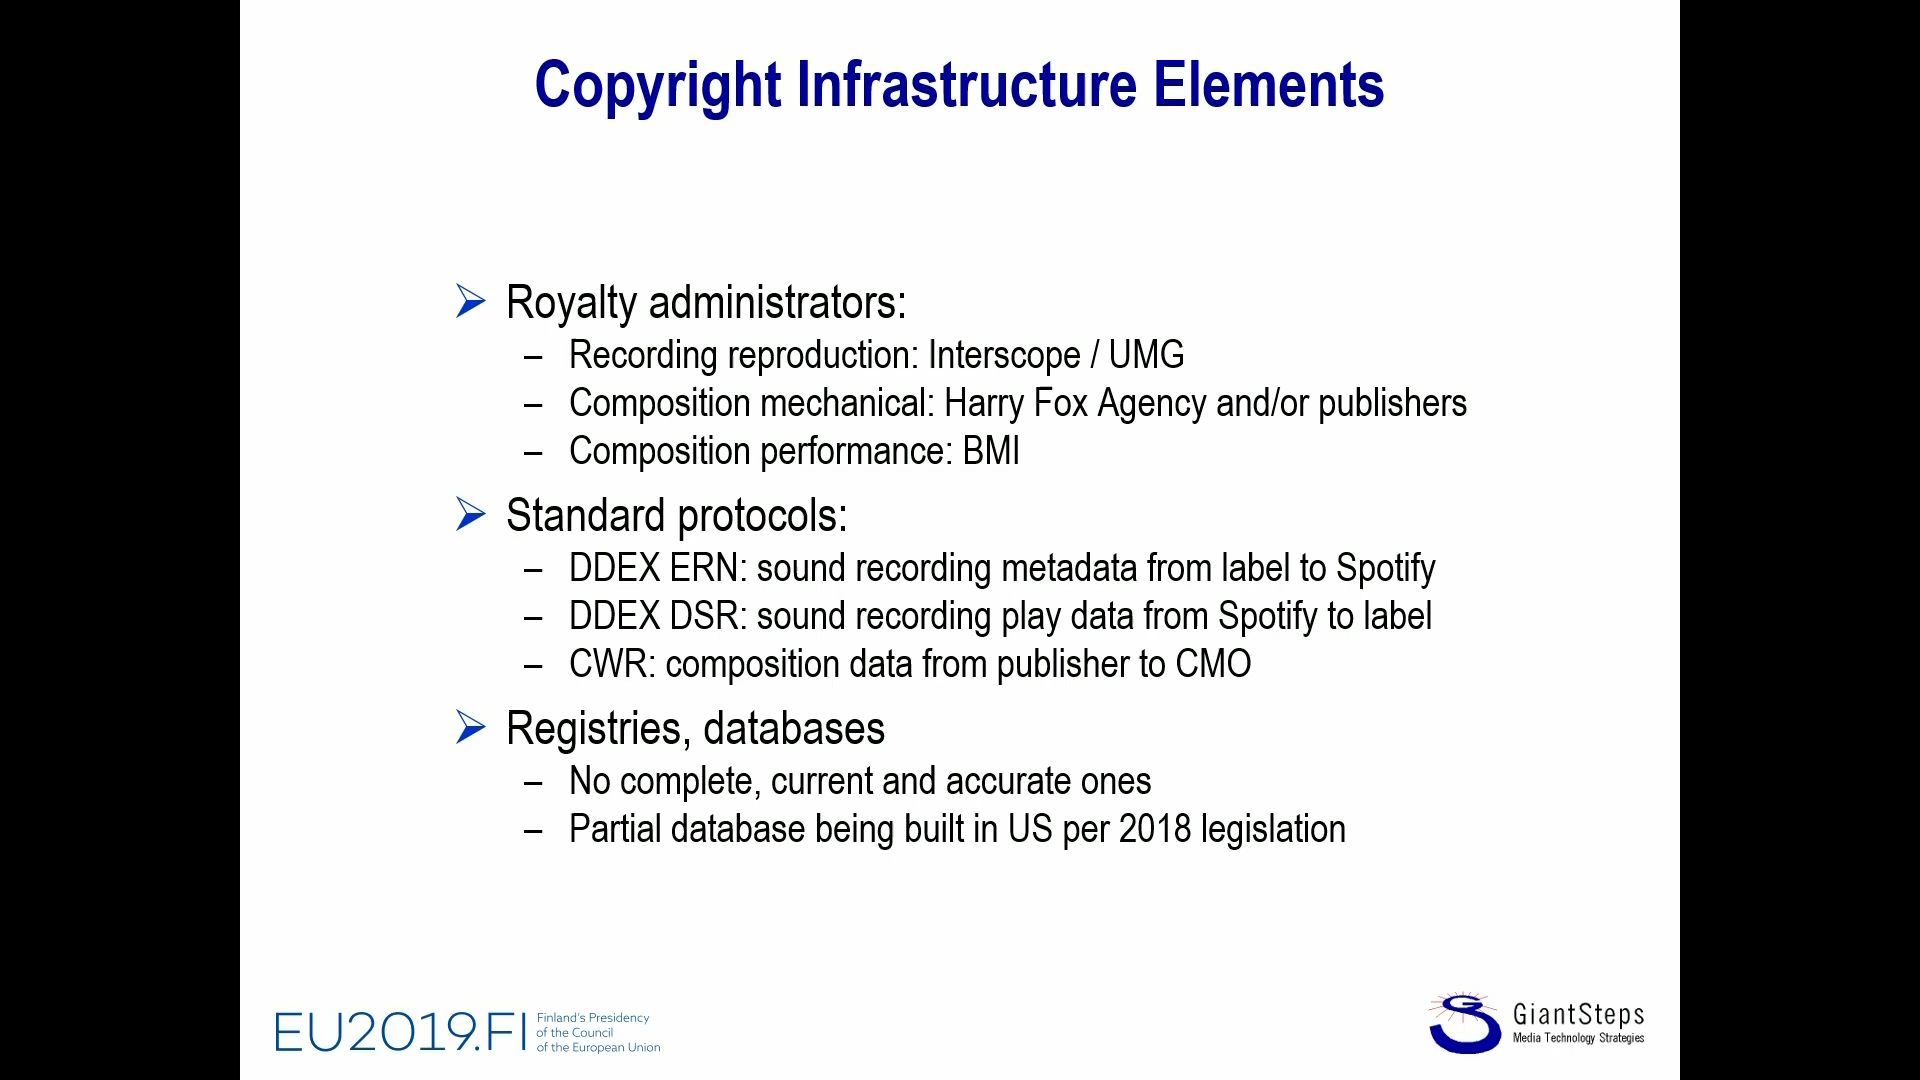 Copyright Infrastructure Elements
Royalty administrators:
– Recording reproduction: Interscope / UMG
– Composition mechanical: Harry Fox Agency and/or publishers
– Composition performance: BMI
Standard protocols:
– DDEX ERN: sound recording metadata from label to Spotify
– DDEX DSR: sound recording play data from Spotify to label
– CWR: composition data from publisher to CMO
Registries, databases
– No complete, current and accurate ones
– Partial database being built in US per 2018 legislation
EU2019.FI
Finland's Presidency
of the Council
of the European Union
GiantSteps
Media Technology Strategies